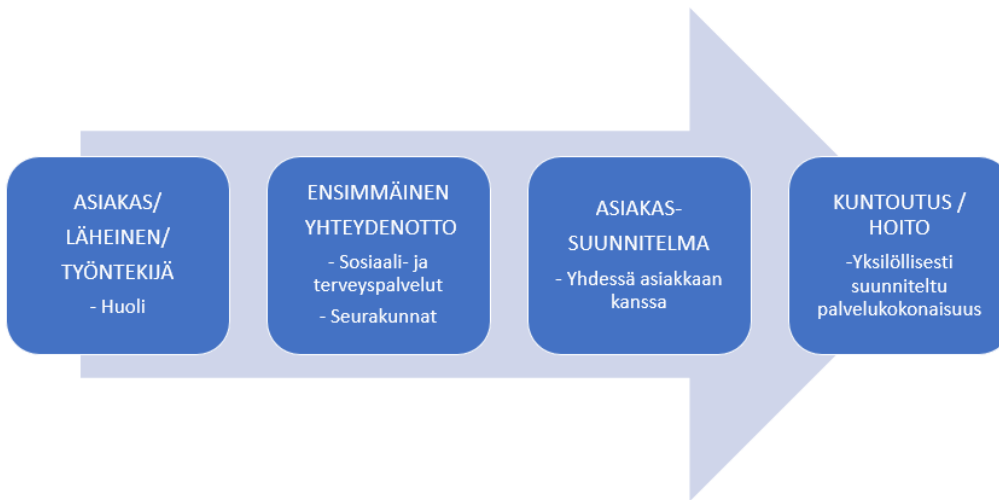 ASIAKAS/
LÄHEINEN/
TYÖNTEKIJÄ
- Huoli
ENSIMMÄINEN
YHTEYDENOTTO
- Sosiaali- ja
terveyspalvelut
- Seurakunnat
ASIAKAS-
SUUNNITELMA
- Yhdessä asiakkaan
kanssa
KUNTOUTUS /
HOITO
-Yksilöllisesti
suunniteltu
palvelukokonaisuus